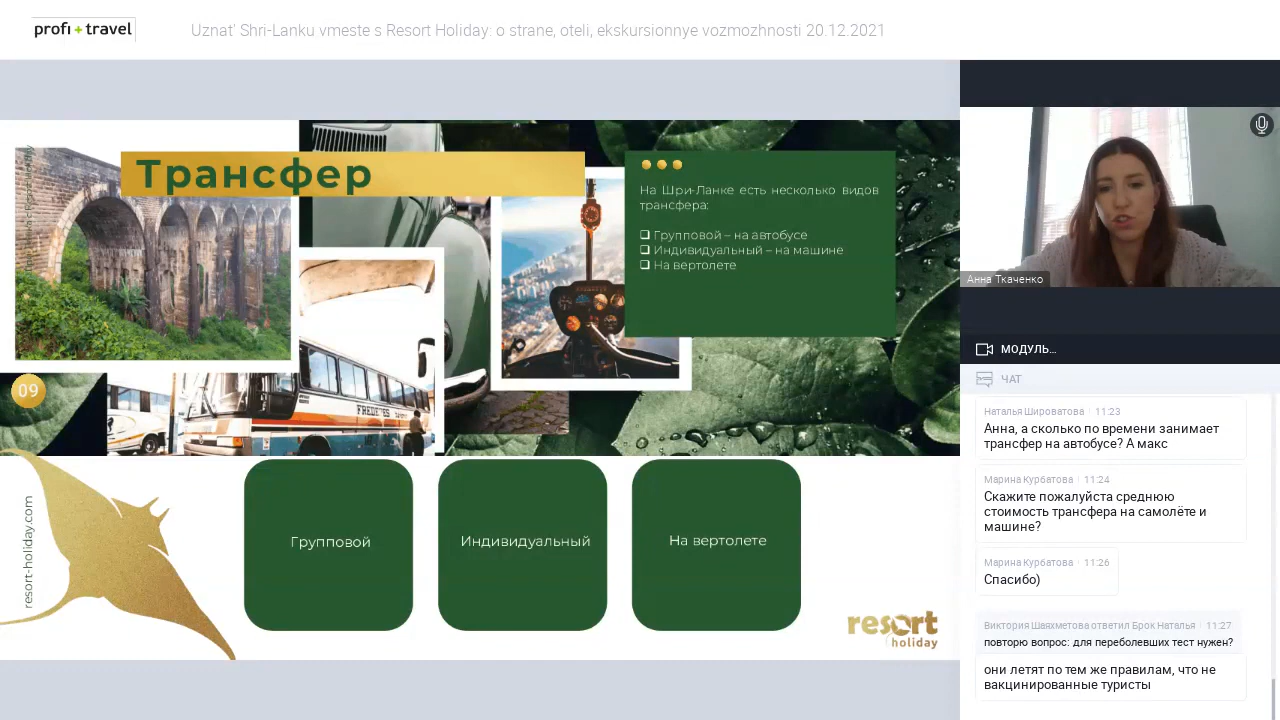 profi + travel
Uznat' Shri-Lanku vmeste s Resort Holiday: o strane, oteli, ekskursionnye vozmozhnosti 20.12.2021
Трансфер
На Шри-Ланке есть несколько видов
трансфера:
Групповой – на автобусе
Индивидуальный – на машине
На вертолете
09
resort-holiday.com
Групповой
Индивидуальный
На вертолете
resort
holiday
Анна Ткаченко
МОДУЛЬ...
ЧАТ
Наталья Широватова 11:23
Анна, а сколько по времени занимает
трансфер на автобусе? А макс
Марина Курбатова 11:24
Скажите пожалуйста среднюю
стоимость трансфера на самолёте и
машине?
Марина Курбатова 11:26
Спасибо)
Виктория Шаяхметова ответил Брок Наталья 11:27
повторю вопрос: для переболевших тест нужен?
они летят по тем же правилам, что не
вакцинированные туристы